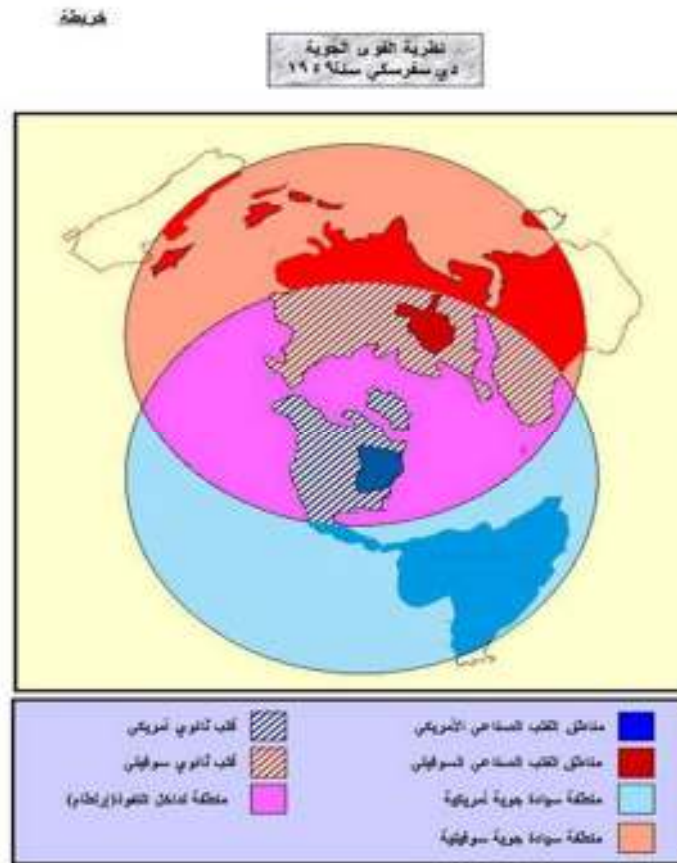 خريطة
نظرية القوى الجوية
دي سفرسكي سنة ١٩٤٩
مناطق القلب الصناعي الأمريكي
مناطق القلب الصناعي السوفيتي
منطقة سيادة جوية أمريكية
منطقة سيادة جوية سوفيتية
قلب ثانوي أمريكي
قلب ثانوي سوفيتي
منطقة تداخل النفوذ(إرتطام)